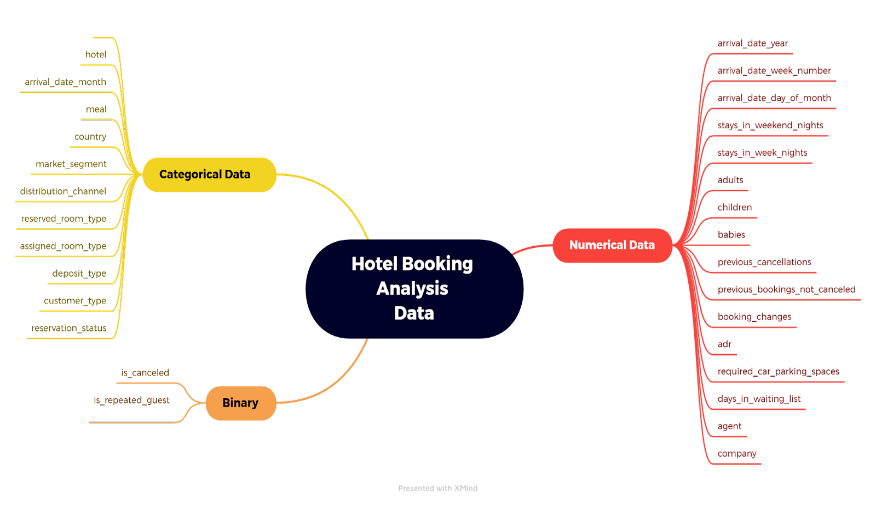 Hotel Booking
Analysis
Data
Categorical Data
hotel
arrival_date_month
meal
country
market_segment
distribution_channel
reserved_room_type
assigned_room_type
deposit_type
customer_type
reservation_status
Binary
is_canceled
is_repeated_guest
Numerical Data
arrival_date_year
arrival_date_week_number
arrival_date_day_of_month
stays_in_weekend_nights
stays_in_week_nights
adults
children
babies
previous_cancellations
previous_bookings_not_canceled
booking_changes
adr
required_car_parking_spaces
days_in_waiting_list
agent
company
Presented with XMind